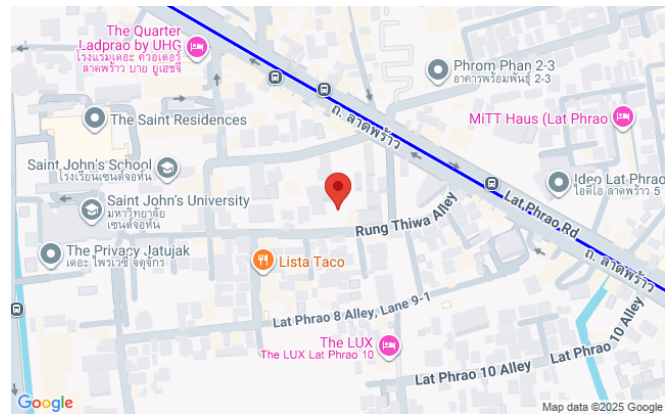 The Quarter
Ladprao by UHG
โรงแรมเดอะ ควอเตอร์
ลาดพร้าว บาย ยูเฮชจี
Phrom Phan 2-3
อาคารพร้อมพันธุ์ 2-3
The Saint Residences
ถ. ลาดพร้าว
MiTT Haus (Lat Phrao
Saint John's School
โรงเรียนเซนต์จอห์น
Ideo Lat Phrao
ไอดีโอ ลาดพร้าว 5
Saint John's University
มหาวิทยาลัย
เซนต์จอห์น
Lat Phrao Rd
Rung Thiwa Alley
The Privacy Jatujak
เดอะ ไพรเวซี่ จตุจักร
Lista Taco
ถ. ลาดพร้าว
Lat Phrao 8 Alley, Lane 9-1
Lat Phrao 10 Alley
The LUX
The LUX Lat Phrao 10
Lat Phrao 10 Alley
Google
Map data ©2025 Google